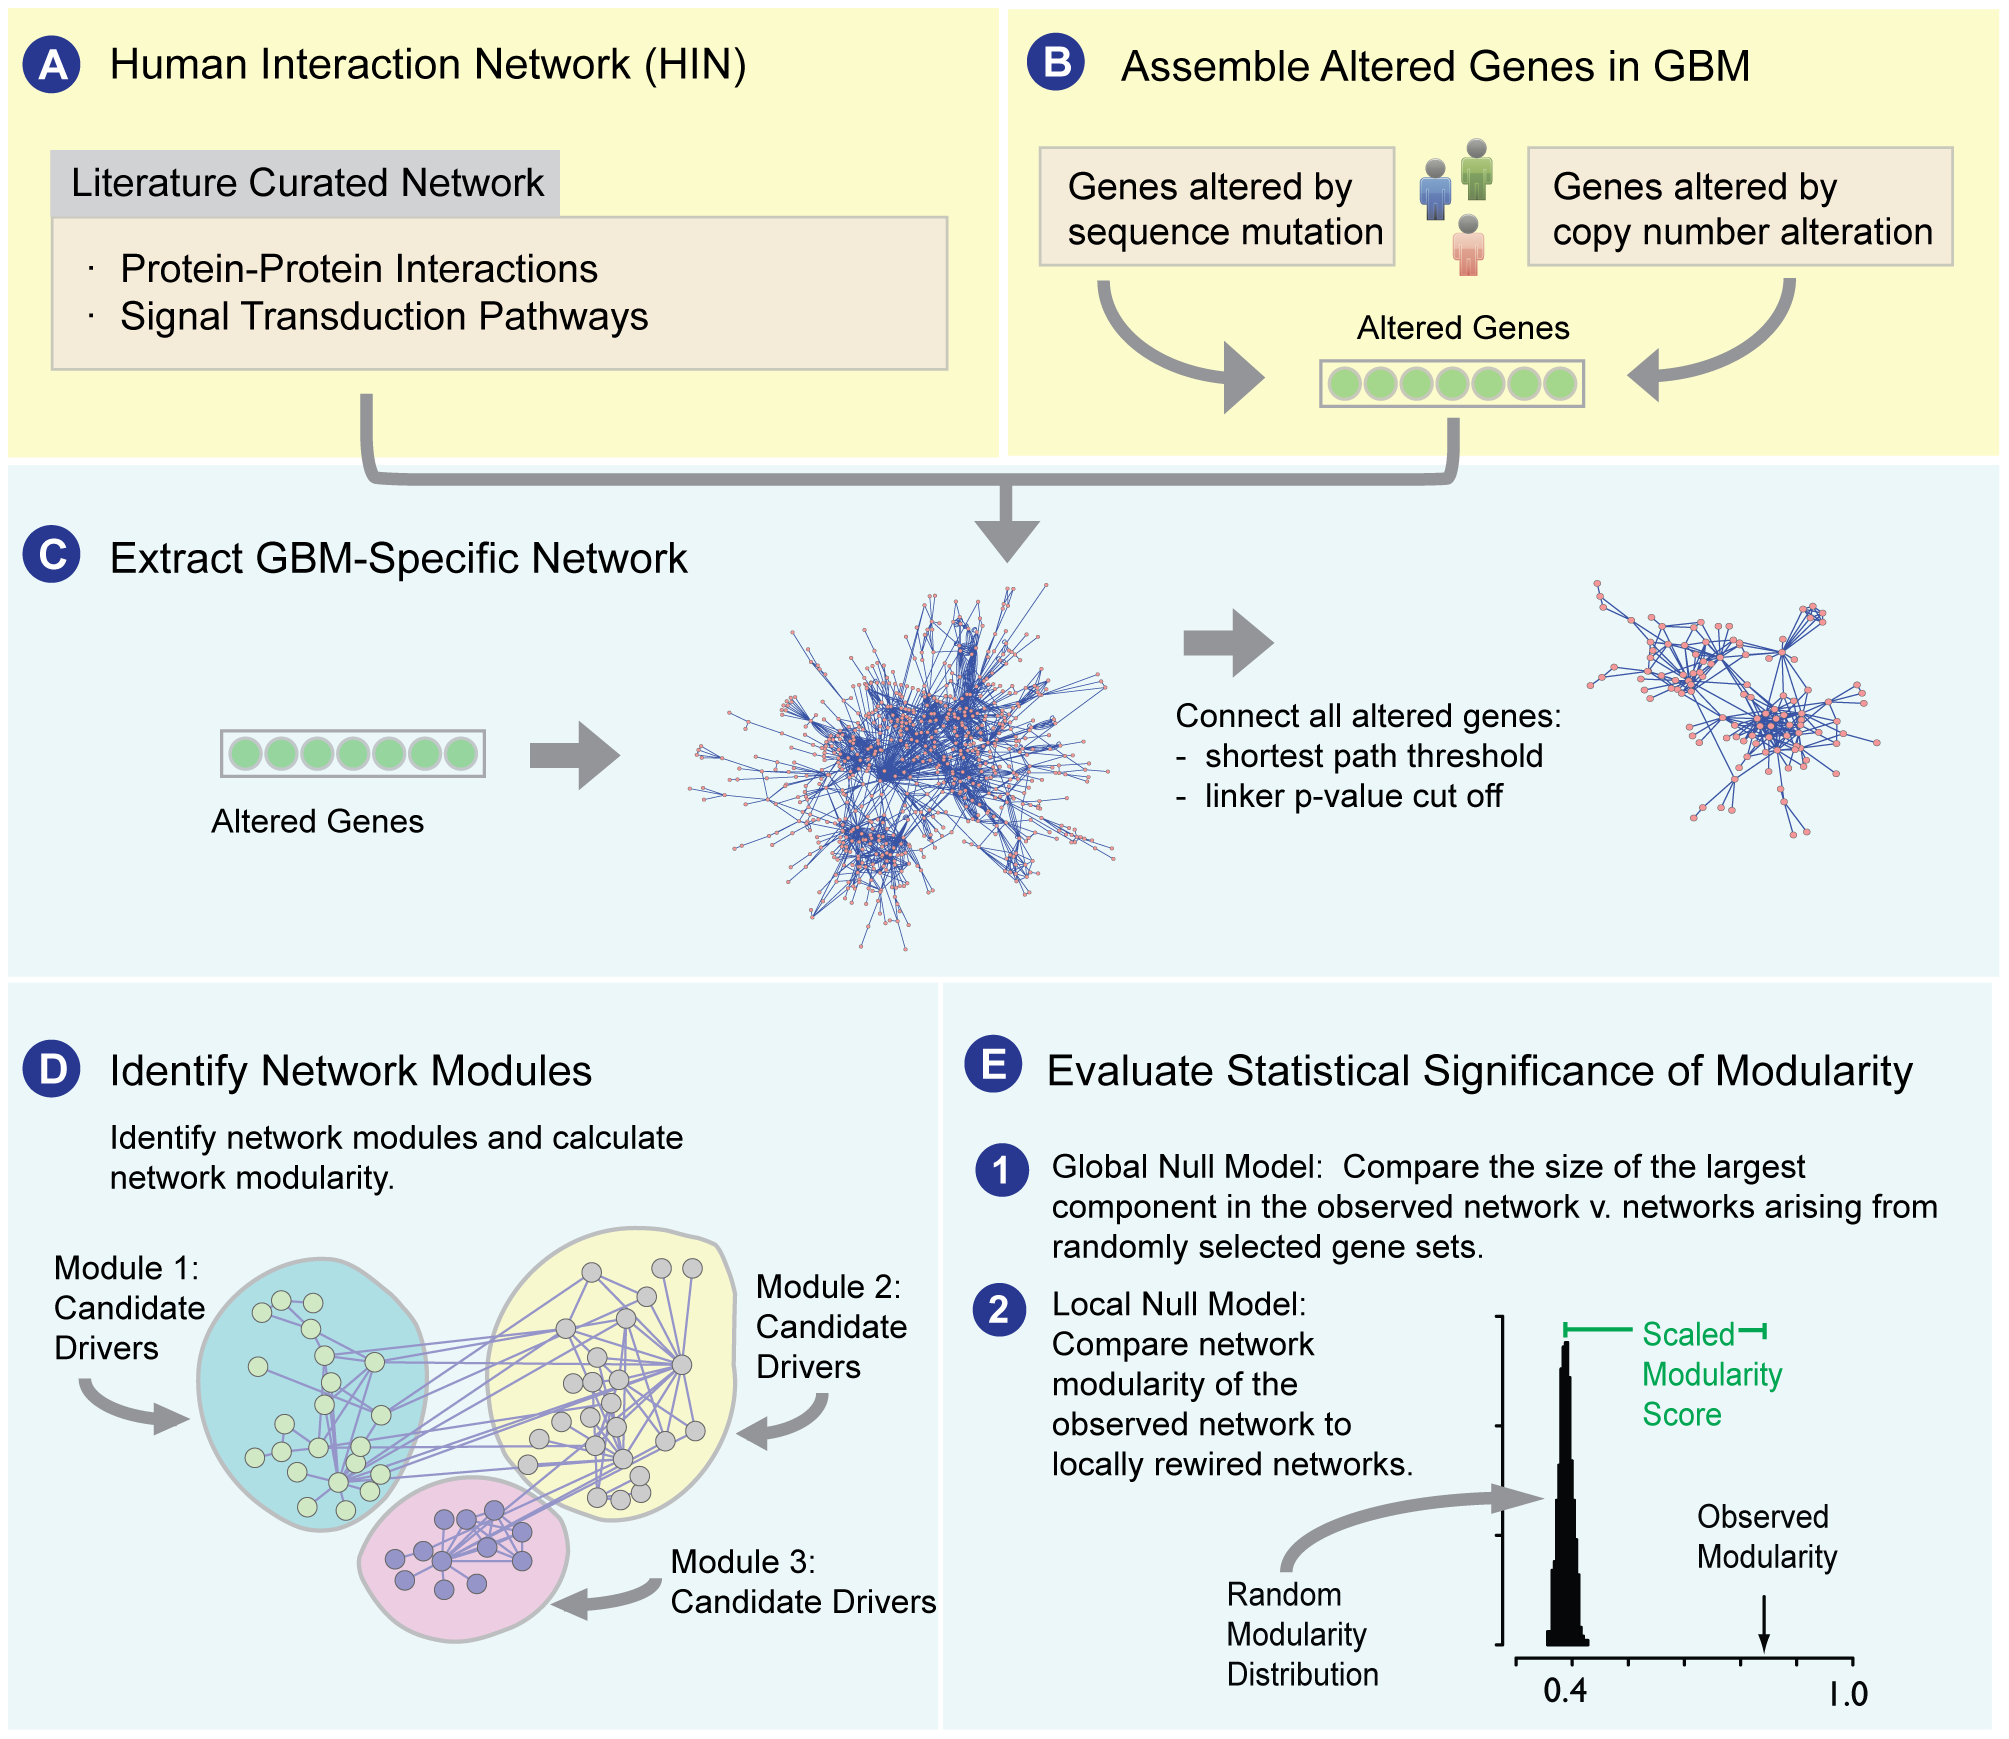 A Human Interaction Network (HIN)
Literature Curated Network
· Protein-Protein Interactions
· Signal Transduction Pathways
B Assemble Altered Genes in GBM
Genes altered by
sequence mutation
Genes altered by
copy number alteration
Altered Genes
C Extract GBM-Specific Network
Altered Genes
Connect all altered genes:
- shortest path threshold
- linker p-value cut off
D Identify Network Modules
Identify network modules and calculate
network modularity.
Module 1:
Candidate
Drivers
Module 2:
Candidate
Drivers
Module 3:
Candidate Drivers
E Evaluate Statistical Significance of Modularity
1 Global Null Model: Compare the size of the largest
component in the observed network v. networks arising from
randomly selected gene sets.
2 Local Null Model:
Compare network
modularity of the
observed network to
locally rewired networks.
Scaled
Modularity
Score
Observed
Modularity
Random
Modularity
Distribution
0.4
1.0